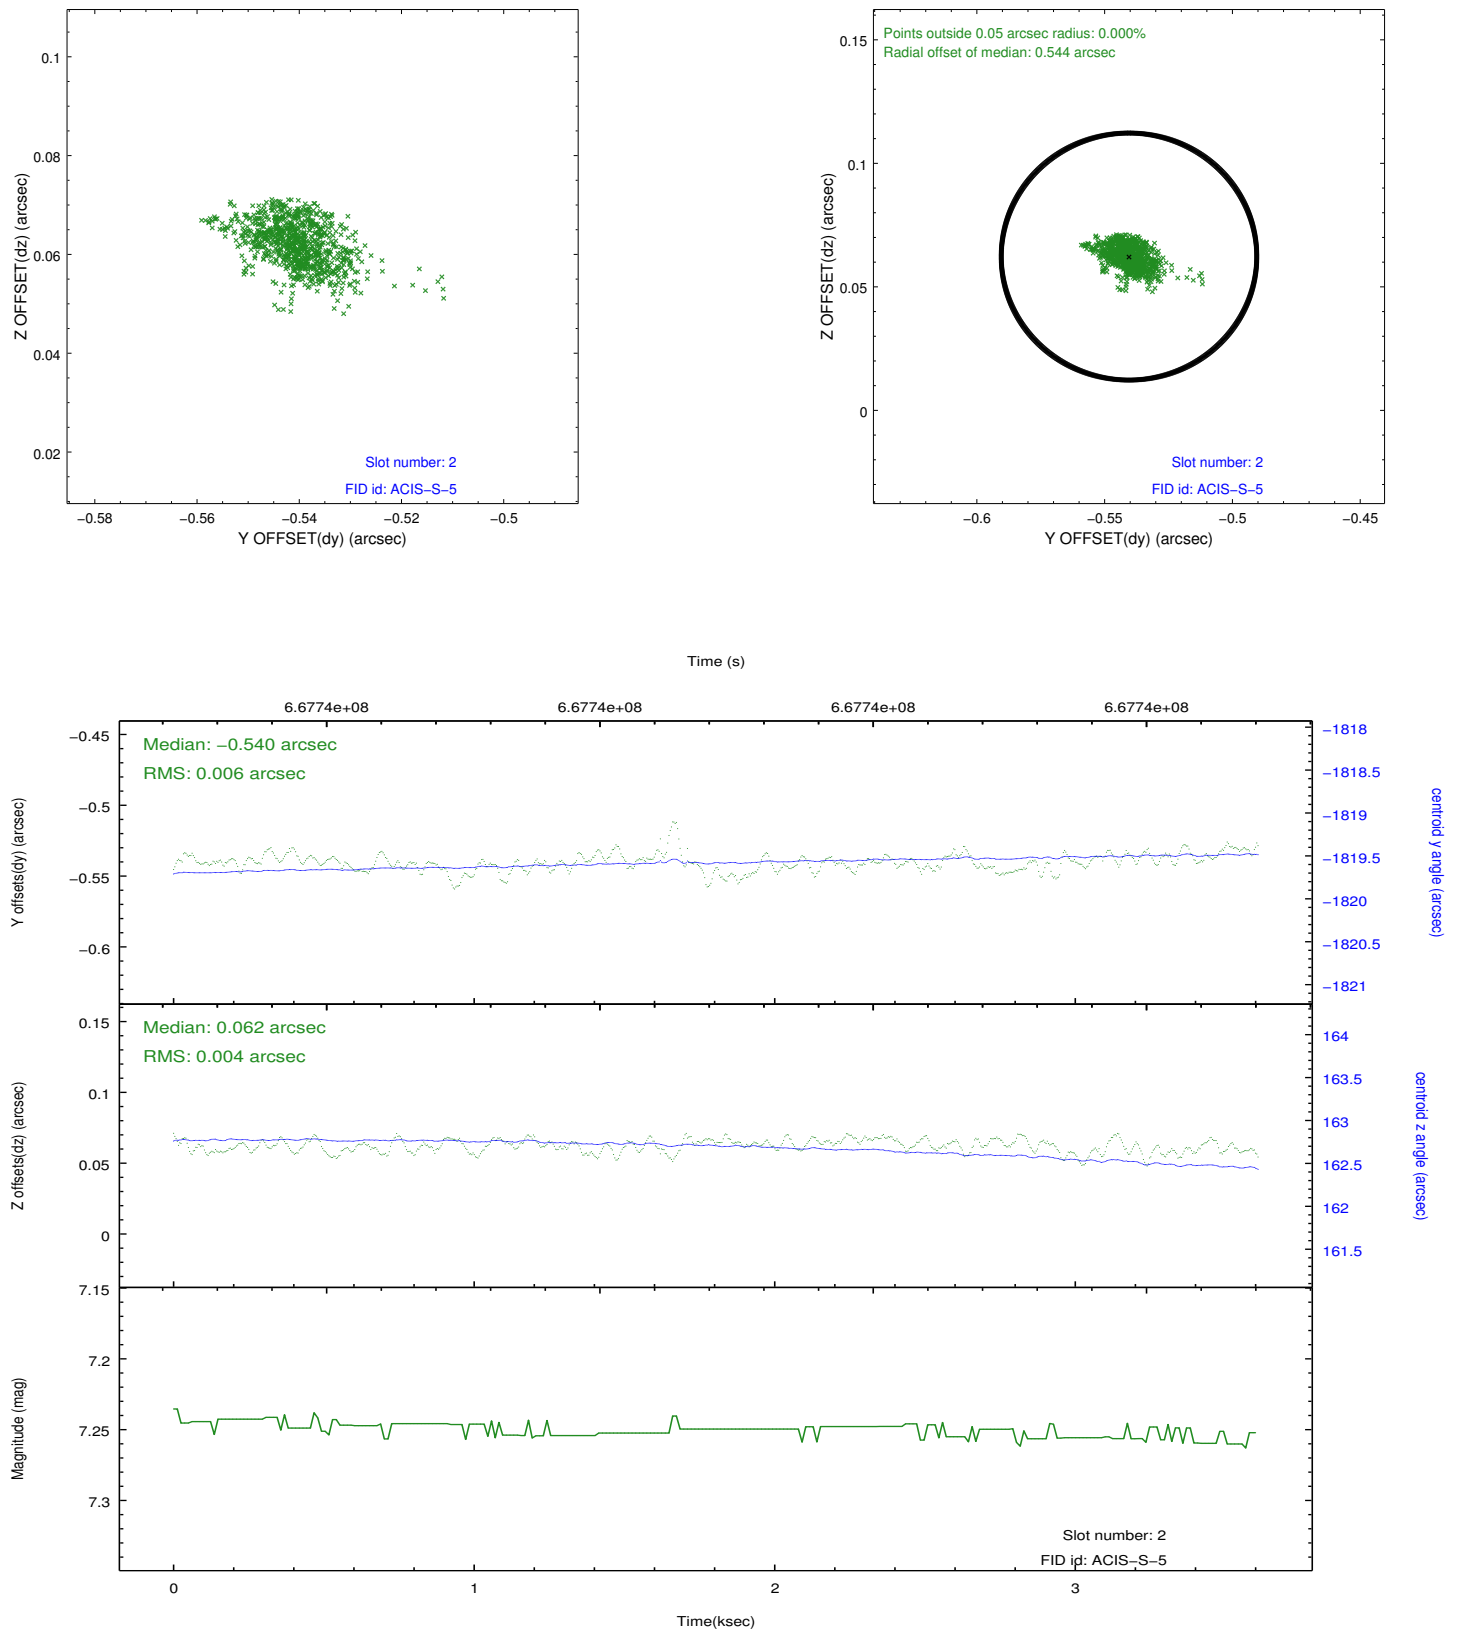 0.1
0.08
0.06
0.04
0.02
Z OFFSET(dz) (arcsec)
Slot number: 2
FID id: ACIS−S−5
−0.58 −0.56 −0.54 −0.52 −0.5
Y OFFSET(dy) (arcsec)
Points outside 0.05 arcsec radius: 0.000%
Radial offset of median: 0.544 arcsec
0.15
0.1
0.05
0
Z OFFSET(dz) (arcsec)
Slot number: 2
FID id: ACIS−S−5
−0.6 −0.55 −0.5 −0.45
Y OFFSET(dy) (arcsec)
Time (s)
6.6774e+08 6.6774e+08 6.6774e+08 6.6774e+08
Median: −0.540 arcsec
RMS: 0.006 arcsec
−0.45
−0.5
−0.55
−0.6
Y offsets(dy) (arcsec)
−1818
−1818.5
−1819
−1819.5
−1820
−1820.5
−1821
centroid y angle (arcsec)
Median: 0.062 arcsec
RMS: 0.004 arcsec
0.15
0.1
0.05
0
Z offsets(dz) (arcsec)
164
163.5
163
162.5
162
161.5
centroid z angle (arcsec)
7.15
7.2
7.25
7.3
Magnitude (mag)
Slot number: 2
FID id: ACIS−S−5
0 1 2 3
Time(ksec)